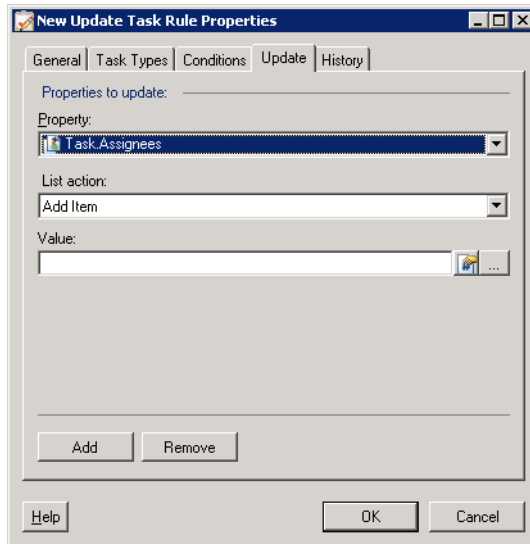 New Update Task Rule Properties
General Task Types Conditions Update History
Properties to update:
Property:
Task.Assignees
List action:
Add Item
Value:
...
Add Remove
Help OK Cancel